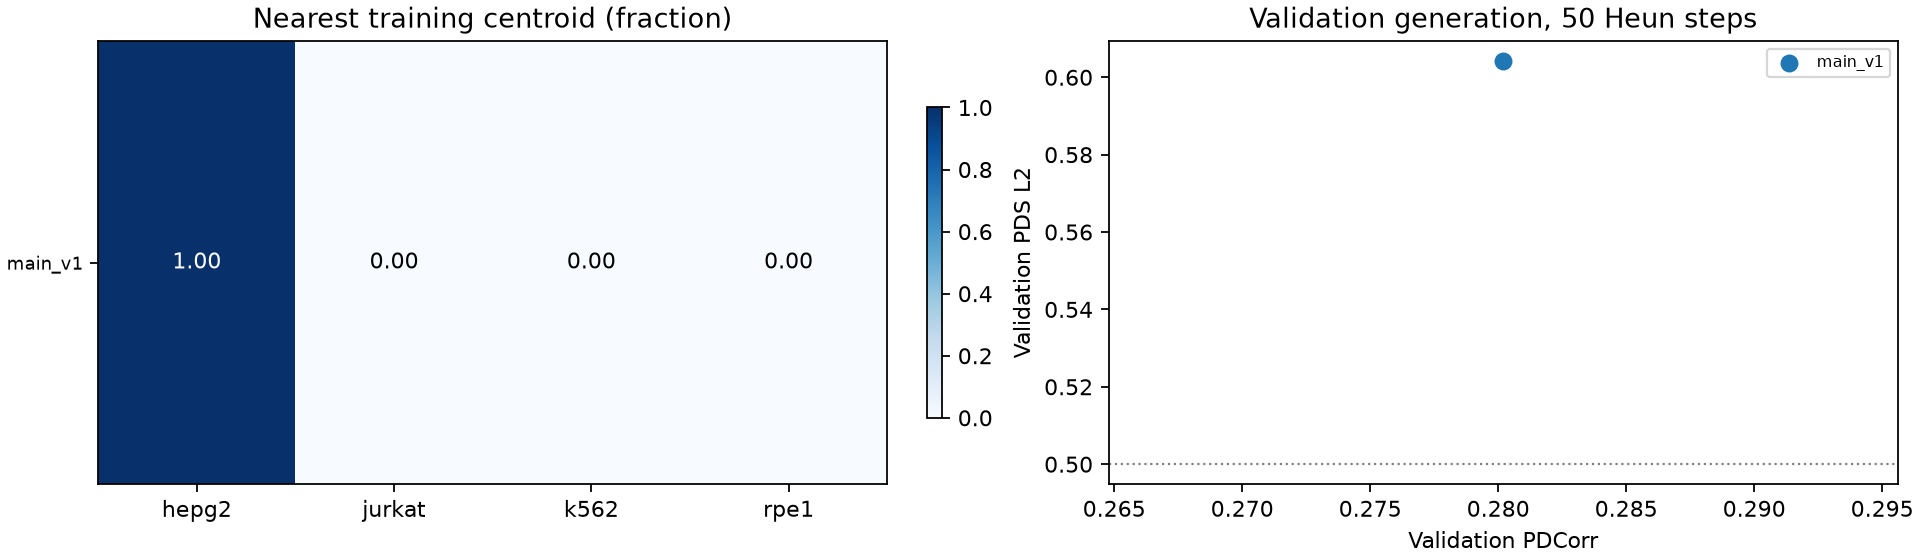 Nearest training centroid (fraction)
main_v1
1.00
0.00
0.00
0.00
hepg2
jurkat
k562
rpe1
1.0
0.8
0.6
0.4
0.2
0.0
Validation generation, 50 Heun steps
main_v1
Validation PDS L2
0.60
0.58
0.56
0.54
0.52
0.50
0.265
0.270
0.275
0.280
0.285
0.290
0.295
Validation PDCorr